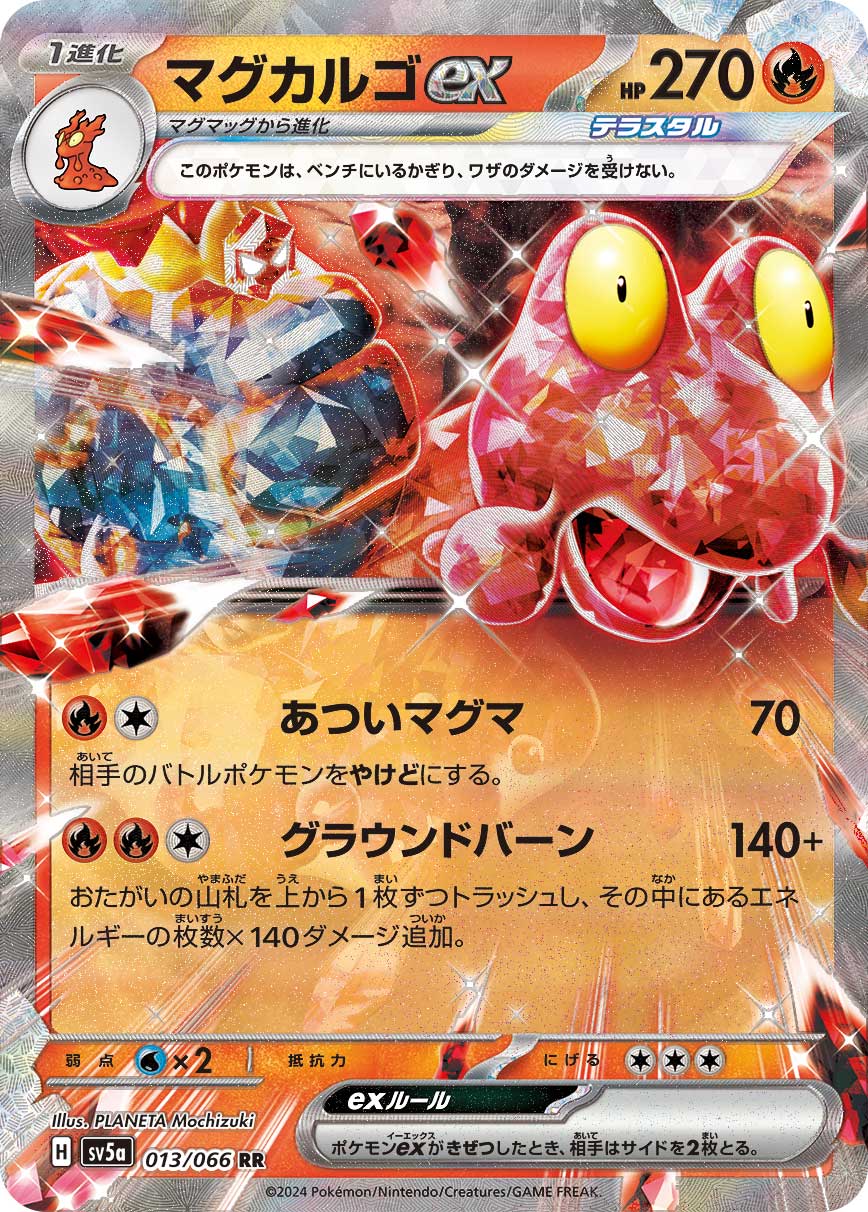 1進化
マグカルゴex
HP270
マグマッグから進化
テラスタル
このポケモンは、ベンチにいるかぎり、ワザのダメージを受けない。
あついマグマ 70
相手のバトルポケモンをやけどにする。
グラウンドバーン 140+
おたがいの山札を上から1枚ずつトラッシュし、その中にあるエネ
ルギーの枚数×140ダメージ追加。
弱点 ×2 抵抗力 にげる
exルール
ポケモンexがきぜつしたとき、相手はサイドを2枚とる。
Illus. PLANETA Mochizuki
H sv5a 013/066 RR
©2024 Pokémon/Nintendo/Creatures/GAME FREAK.